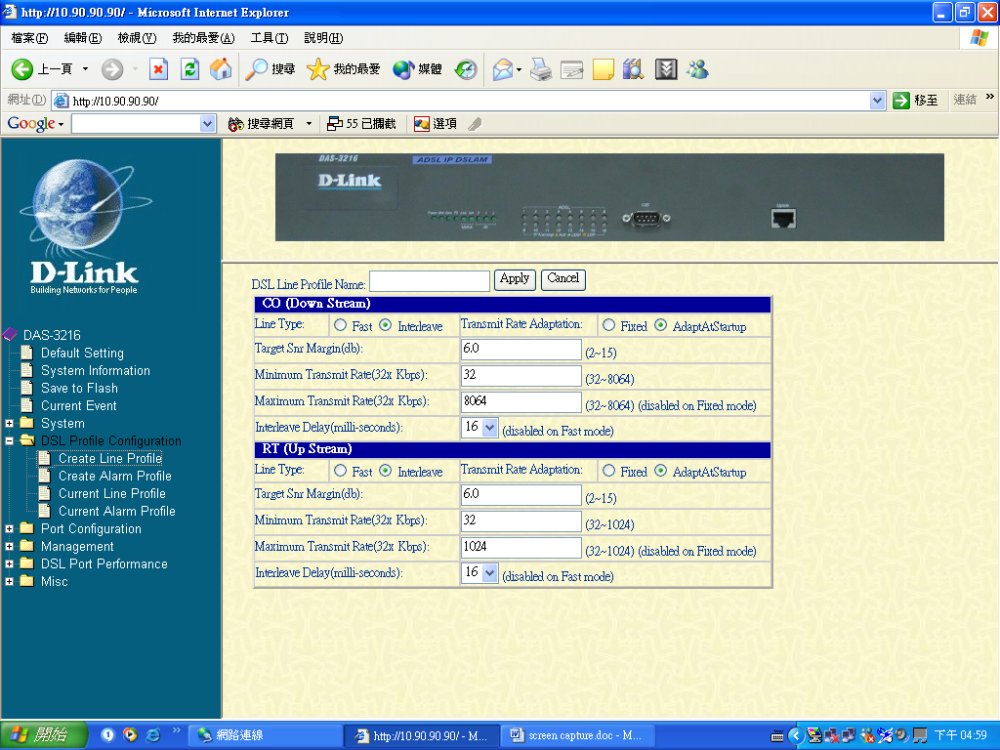 http://10.90.90.90/ - Microsoft Internet Explorer
檔案(F) 編輯(E) 檢視(V) 我的最愛(A) 工具(T) 說明(H)
上一頁 搜尋 我的最愛 媒體
網址(D) http://10.90.90.90/ 移至 連結 »
Google 搜尋網頁 55 已攔截 選項
D-Link
Building Networks for People
DAS-3216
Default Setting
System Information
Save to Flash
Current Event
System
DSL Profile Configuration
Create Line Profile
Create Alarm Profile
Current Line Profile
Current Alarm Profile
Port Configuration
Management
DSL Port Performance
Misc
DAS-3216 ADSL IP DSLAM
D-Link
ADSL
DSL Line Profile Name: Apply Cancel
CO (Down Stream)
Line Type: Fast Interleave Transmit Rate Adaptation: Fixed AdaptAtStartup
Target Snr Margin(db): 6.0 (2~15)
Minimum Transmit Rate(32x Kbps): 32 (32~8064)
Maximum Transmit Rate(32x Kbps): 8064 (32~8064) (disabled on Fixed mode)
Interleave Delay(milli-seconds): 16 (disabled on Fast mode)
RT (Up Stream)
Line Type: Fast Interleave Transmit Rate Adaptation: Fixed AdaptAtStartup
Target Snr Margin(db): 6.0 (2~15)
Minimum Transmit Rate(32x Kbps): 32 (32~1024)
Maximum Transmit Rate(32x Kbps): 1024 (32~1024) (disabled on Fixed mode)
Interleave Delay(milli-seconds): 16 (disabled on Fast mode)
開始 » 網路連線 http://10.90.90.90/ - M... screen capture.doc - M... 下午 04:59